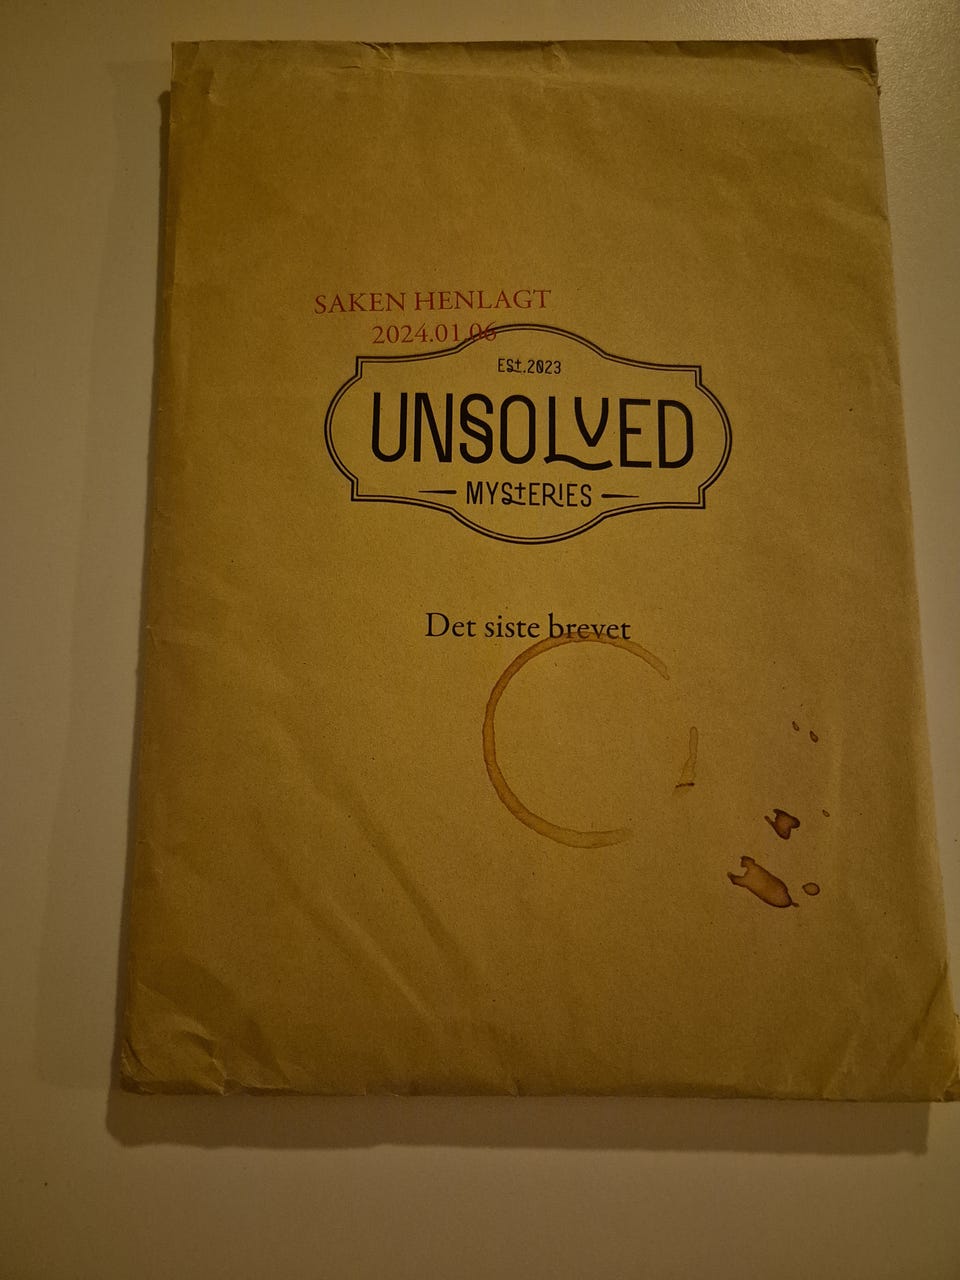 SAKEN HENLAGT
2024.01.06
EST.2023
UNSOLVED
MYSTERIES
Det siste brevet